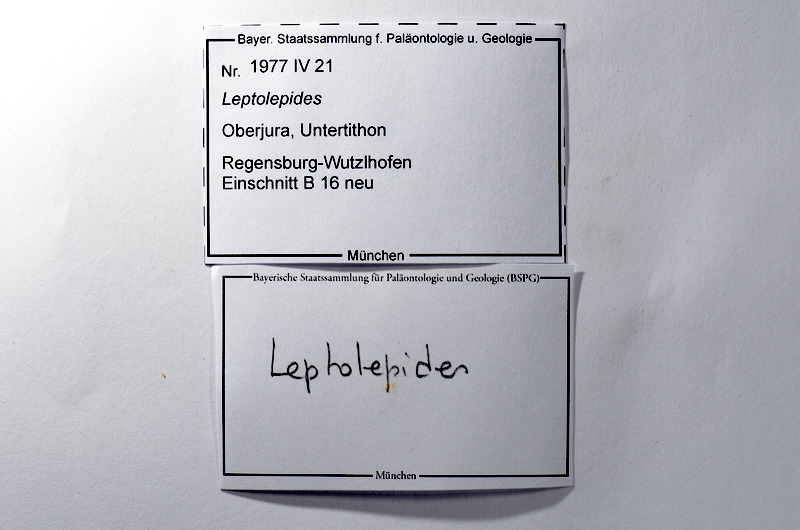 Bayer. Staatssammlung f. Paläontologie u. Geologie
Nr. 1977 IV 21
Leptolepides
Oberjura, Untertithon
Regensburg-Wutzlhofen
Einschnitt B 16 neu
München
Bayerische Staatssammlung für Paläontologie und Geologie (BSPG)
Leptolepides
München